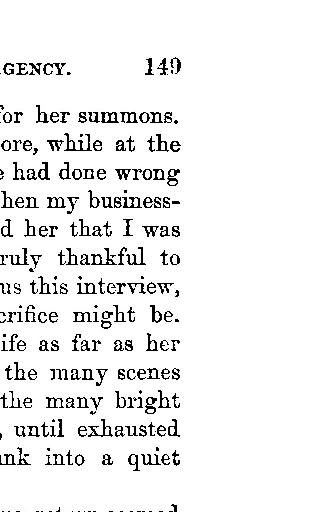 GENCY. 149
for her summons.
ore, while at the
e had done wrong
hen my business-
d her that I was
ruly thankful to
us this interview,
crifice might be.
ife as far as her
the many scenes
the many bright
, until exhausted
nk into a quiet